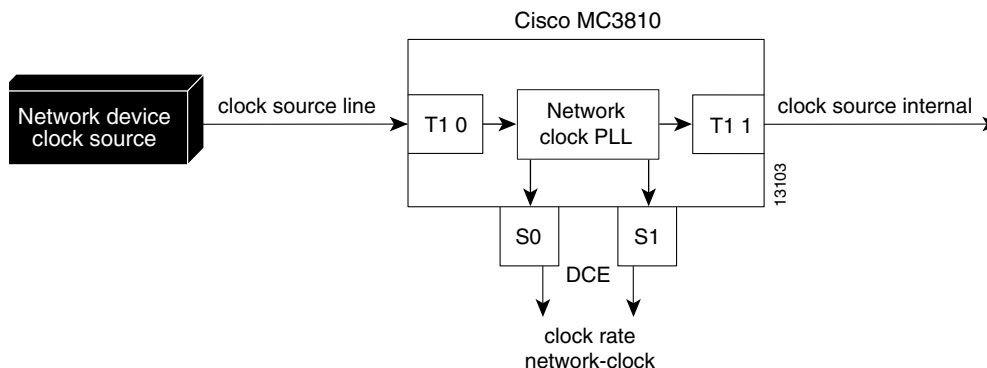 Cisco MC3810
Network device
clock source
clock source line
T1 0
Network
clock PLL
T1 1
clock source internal
13103
S0
S1
DCE
clock rate
network-clock